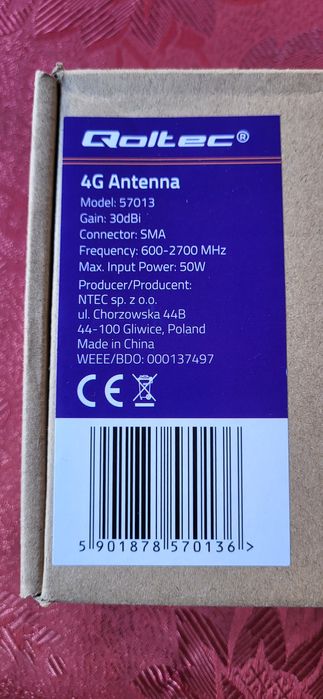 Qoltec®
4G Antenna
Model: 57013
Gain: 30dBi
Connector: SMA
Frequency: 600-2700 MHz
Max. Input Power: 50W
Producer/Producent:
NTEC sp. z o.o.
ul. Chorzowska 44B
44-100 Gliwice, Poland
Made in China
WEEE/BDO: 000137497
CE
5 901878 570136 >